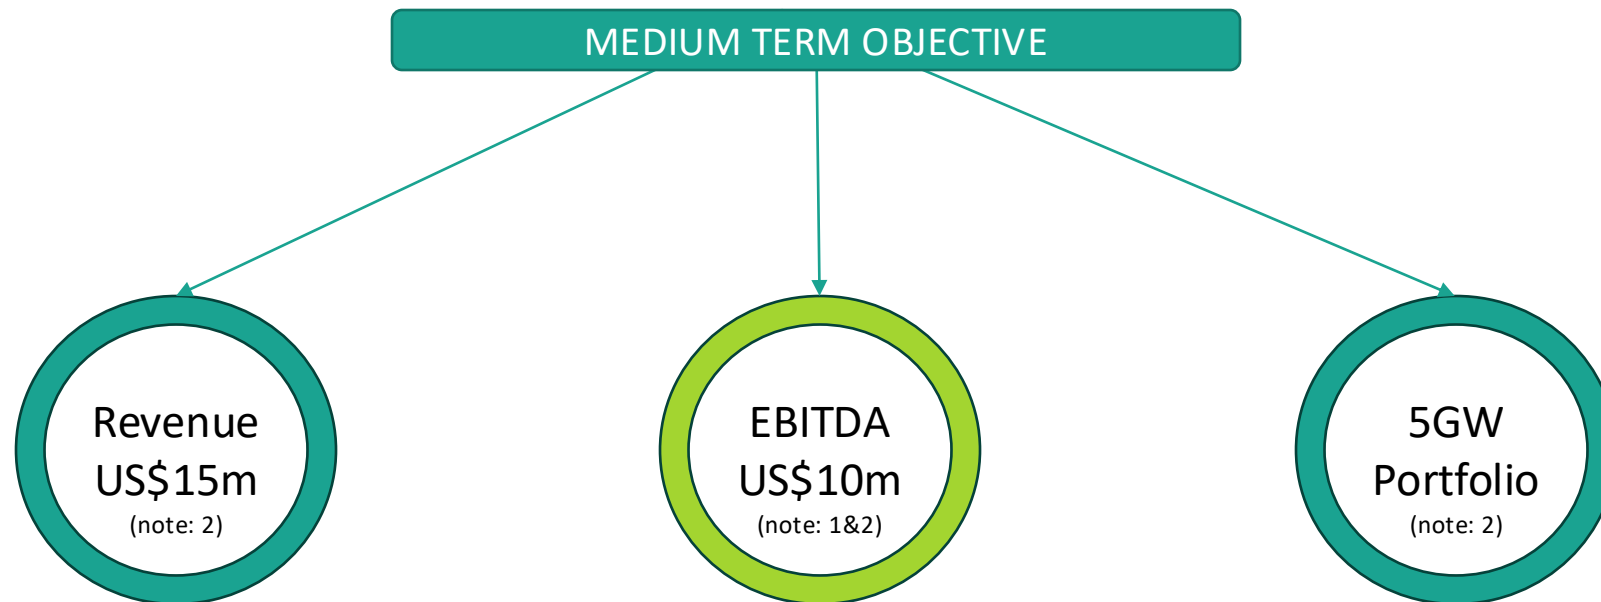 MEDIUM TERM OBJECTIVE
Revenue
US$15m
(note: 2)
EBITDA
US$10m
(note: 1&2)
5GW
Portfolio
(note: 2)